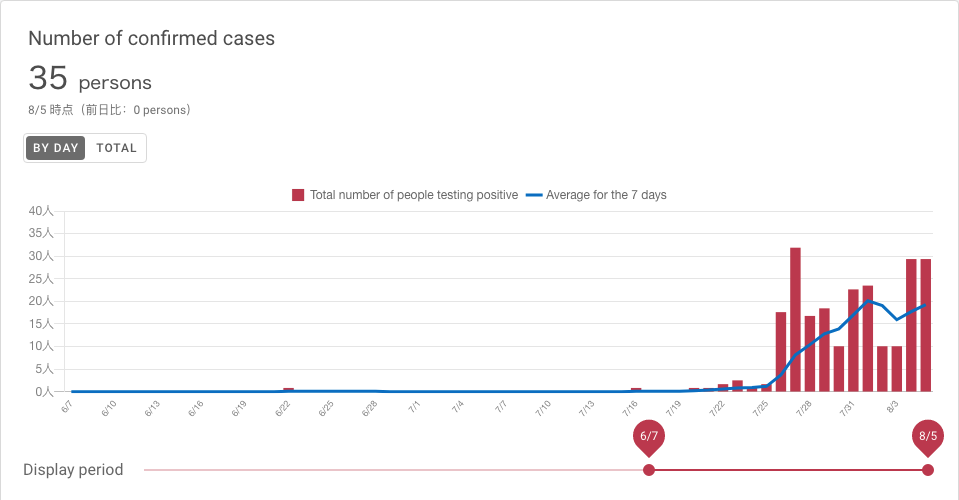 Number of confirmed cases
35 persons
8/5 時点（前日比：0 persons）
BY DAY TOTAL
Total number of people testing positive Average for the 7 days
40人
35人
30人
25人
20人
15人
10人
5人
0人
6/7 6/10 6/13 6/16 6/19 6/22 6/25 6/28 7/1 7/4 7/7 7/10 7/13 7/16 7/19 7/22 7/25 7/28 7/31 8/3
6/7 8/5
Display period